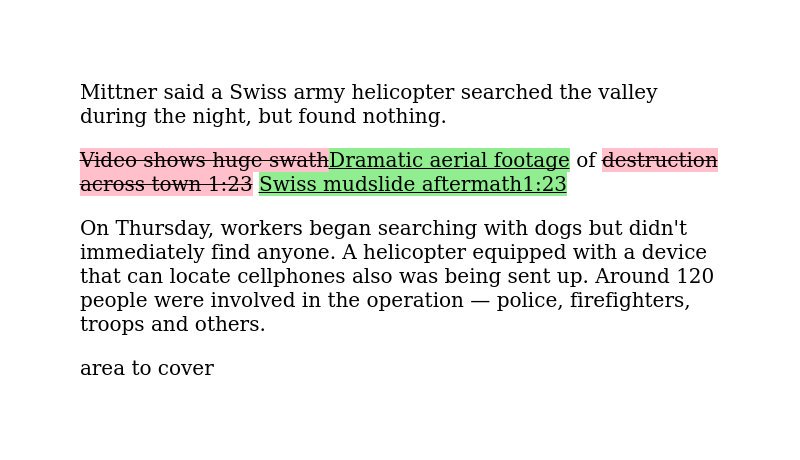 Mittner said a Swiss army helicopter searched the valley
during the night, but found nothing.
Video shows huge swathDramatic aerial footage of destruction
across town 1:23 Swiss mudslide aftermath1:23
On Thursday, workers began searching with dogs but didn't
immediately find anyone. A helicopter equipped with a device
that can locate cellphones also was being sent up. Around 120
people were involved in the operation — police, firefighters,
troops and others.
area to cover